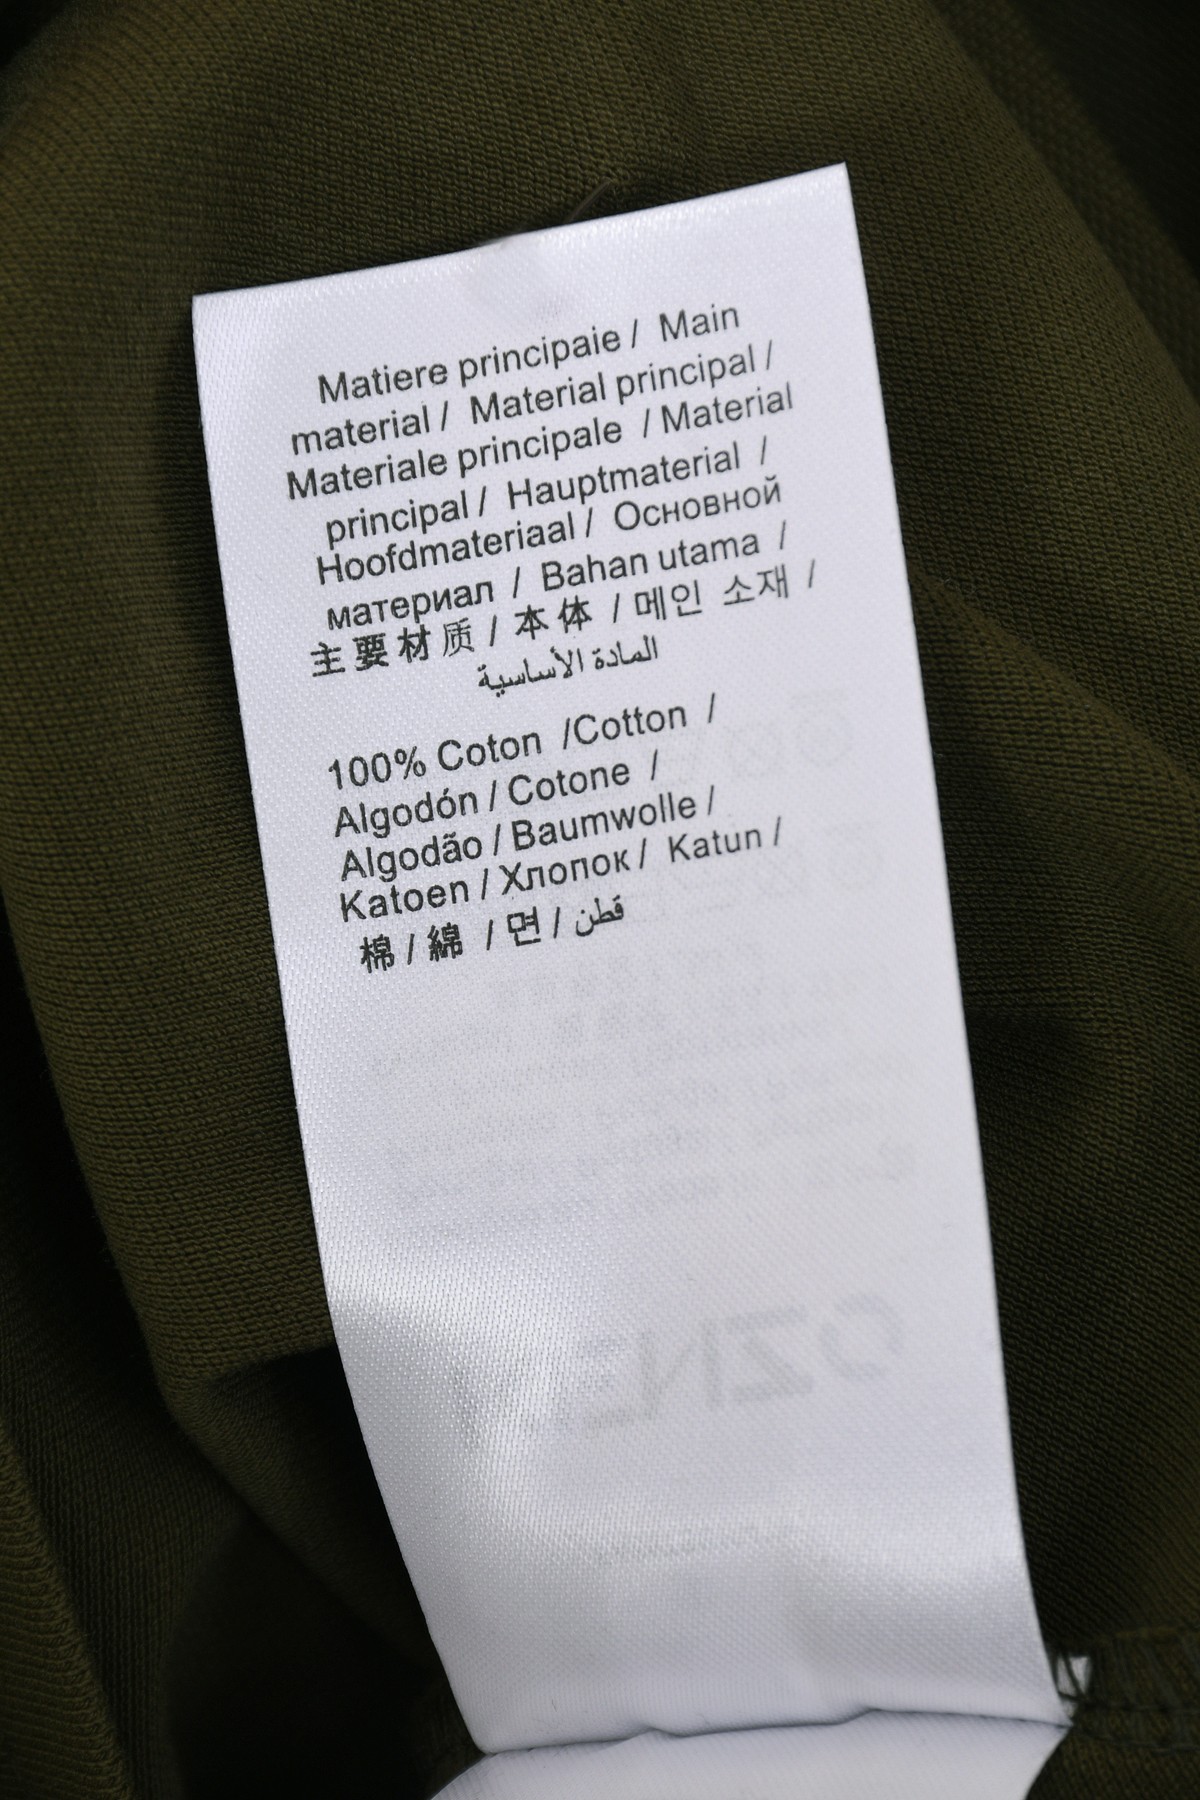 Matiere principaie / Main
material / Material principal /
Materiale principale / Material
principal / Hauptmaterial /
Hoofdmateriaal / Основной
материал / Bahan utama /
主要材质 / 本体 / 메인 소재 /
المادة الأساسية
100% Coton /Cotton /
Algodón / Cotone /
Algodão / Baumwolle /
Katoen / Хлопок / Katun /
棉 / 綿 / 면 / قطن